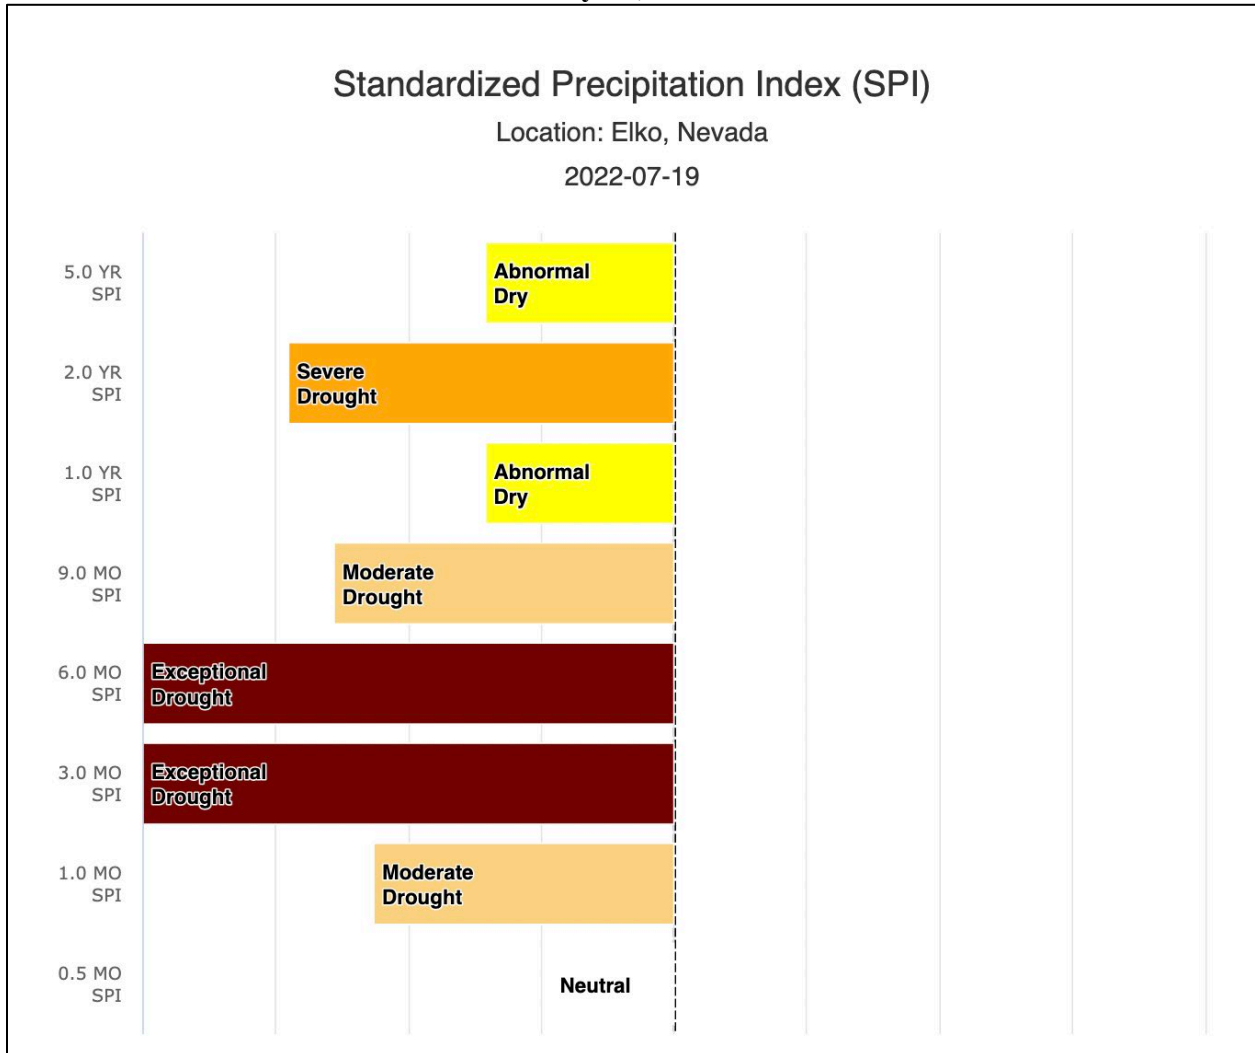 Standardized Precipitation Index (SPI)
Location: Elko, Nevada
2022-07-19
5.0 YR
SPI
Abnormal
Dry
2.0 YR
SPI
Severe
Drought
1.0 YR
SPI
Abnormal
Dry
9.0 MO
SPI
Moderate
Drought
6.0 MO
SPI
Exceptional
Drought
3.0 MO
SPI
Exceptional
Drought
1.0 MO
SPI
Moderate
Drought
0.5 MO
SPI
Neutral